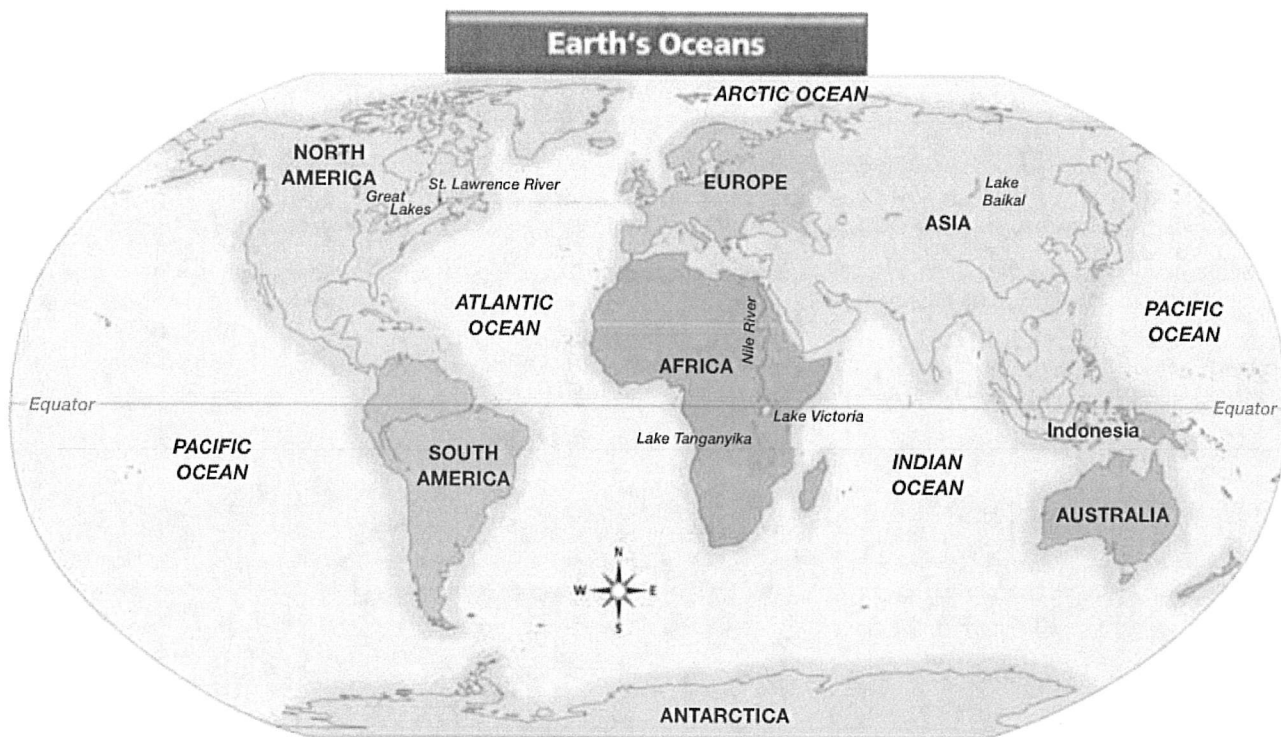 Earth's Oceans
ARCTIC OCEAN
NORTH
AMERICA
St. Lawrence River
Great
Lakes
EUROPE
Lake
Baikal
ASIA
ATLANTIC
OCEAN
Nile River
PACIFIC
OCEAN
AFRICA
Equator
Equator
Lake Victoria
Indonesia
Lake Tanganyika
PACIFIC
OCEAN
SOUTH
AMERICA
INDIAN
OCEAN
AUSTRALIA
N
W
E
S
ANTARCTICA